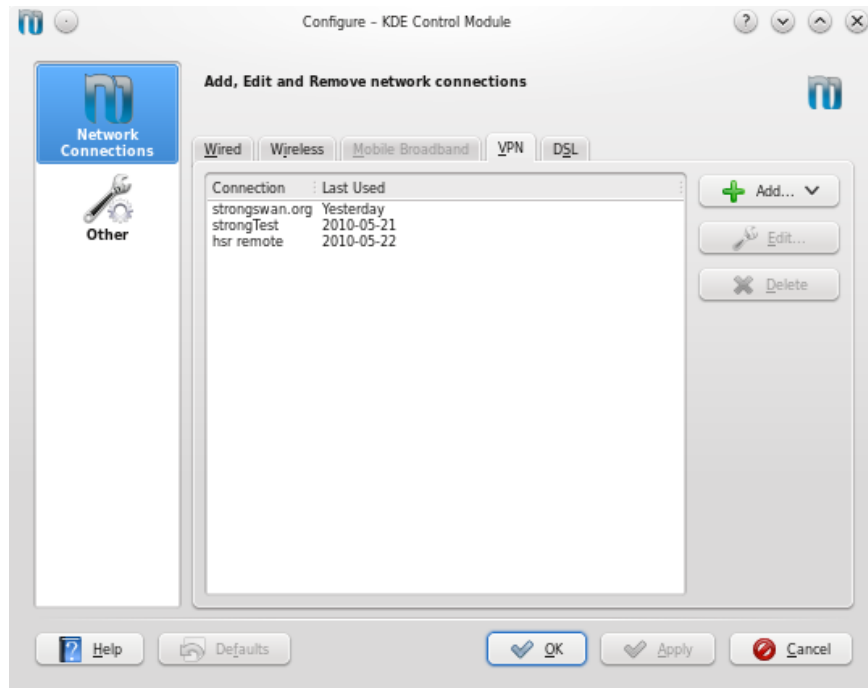 Configure – KDE Control Module
Network
Connections
Other
Add, Edit and Remove network connections
Wired Wireless Mobile Broadband VPN DSL
Connection Last Used
strongswan.org Yesterday
strongTest 2010-05-21
hsr remote 2010-05-22
Add...
Edit...
Delete
Help Defaults OK Apply Cancel